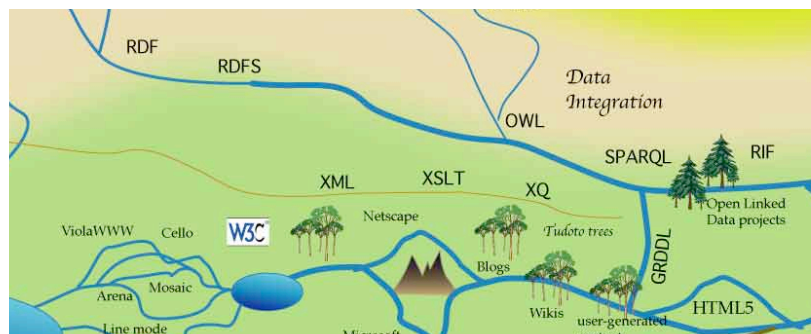 RDF
RDFS
Data
Integration
OWL
SPARQL
RIF
XML
XSLT
XQ
Open Linked
Data projects
Netscape
ViolaWWW
Cello
W3C
Tudoto trees
GRDDL
Blogs
Mosaic
Arena
Wikis
HTML5
user-generated
Line mode
Microsoft